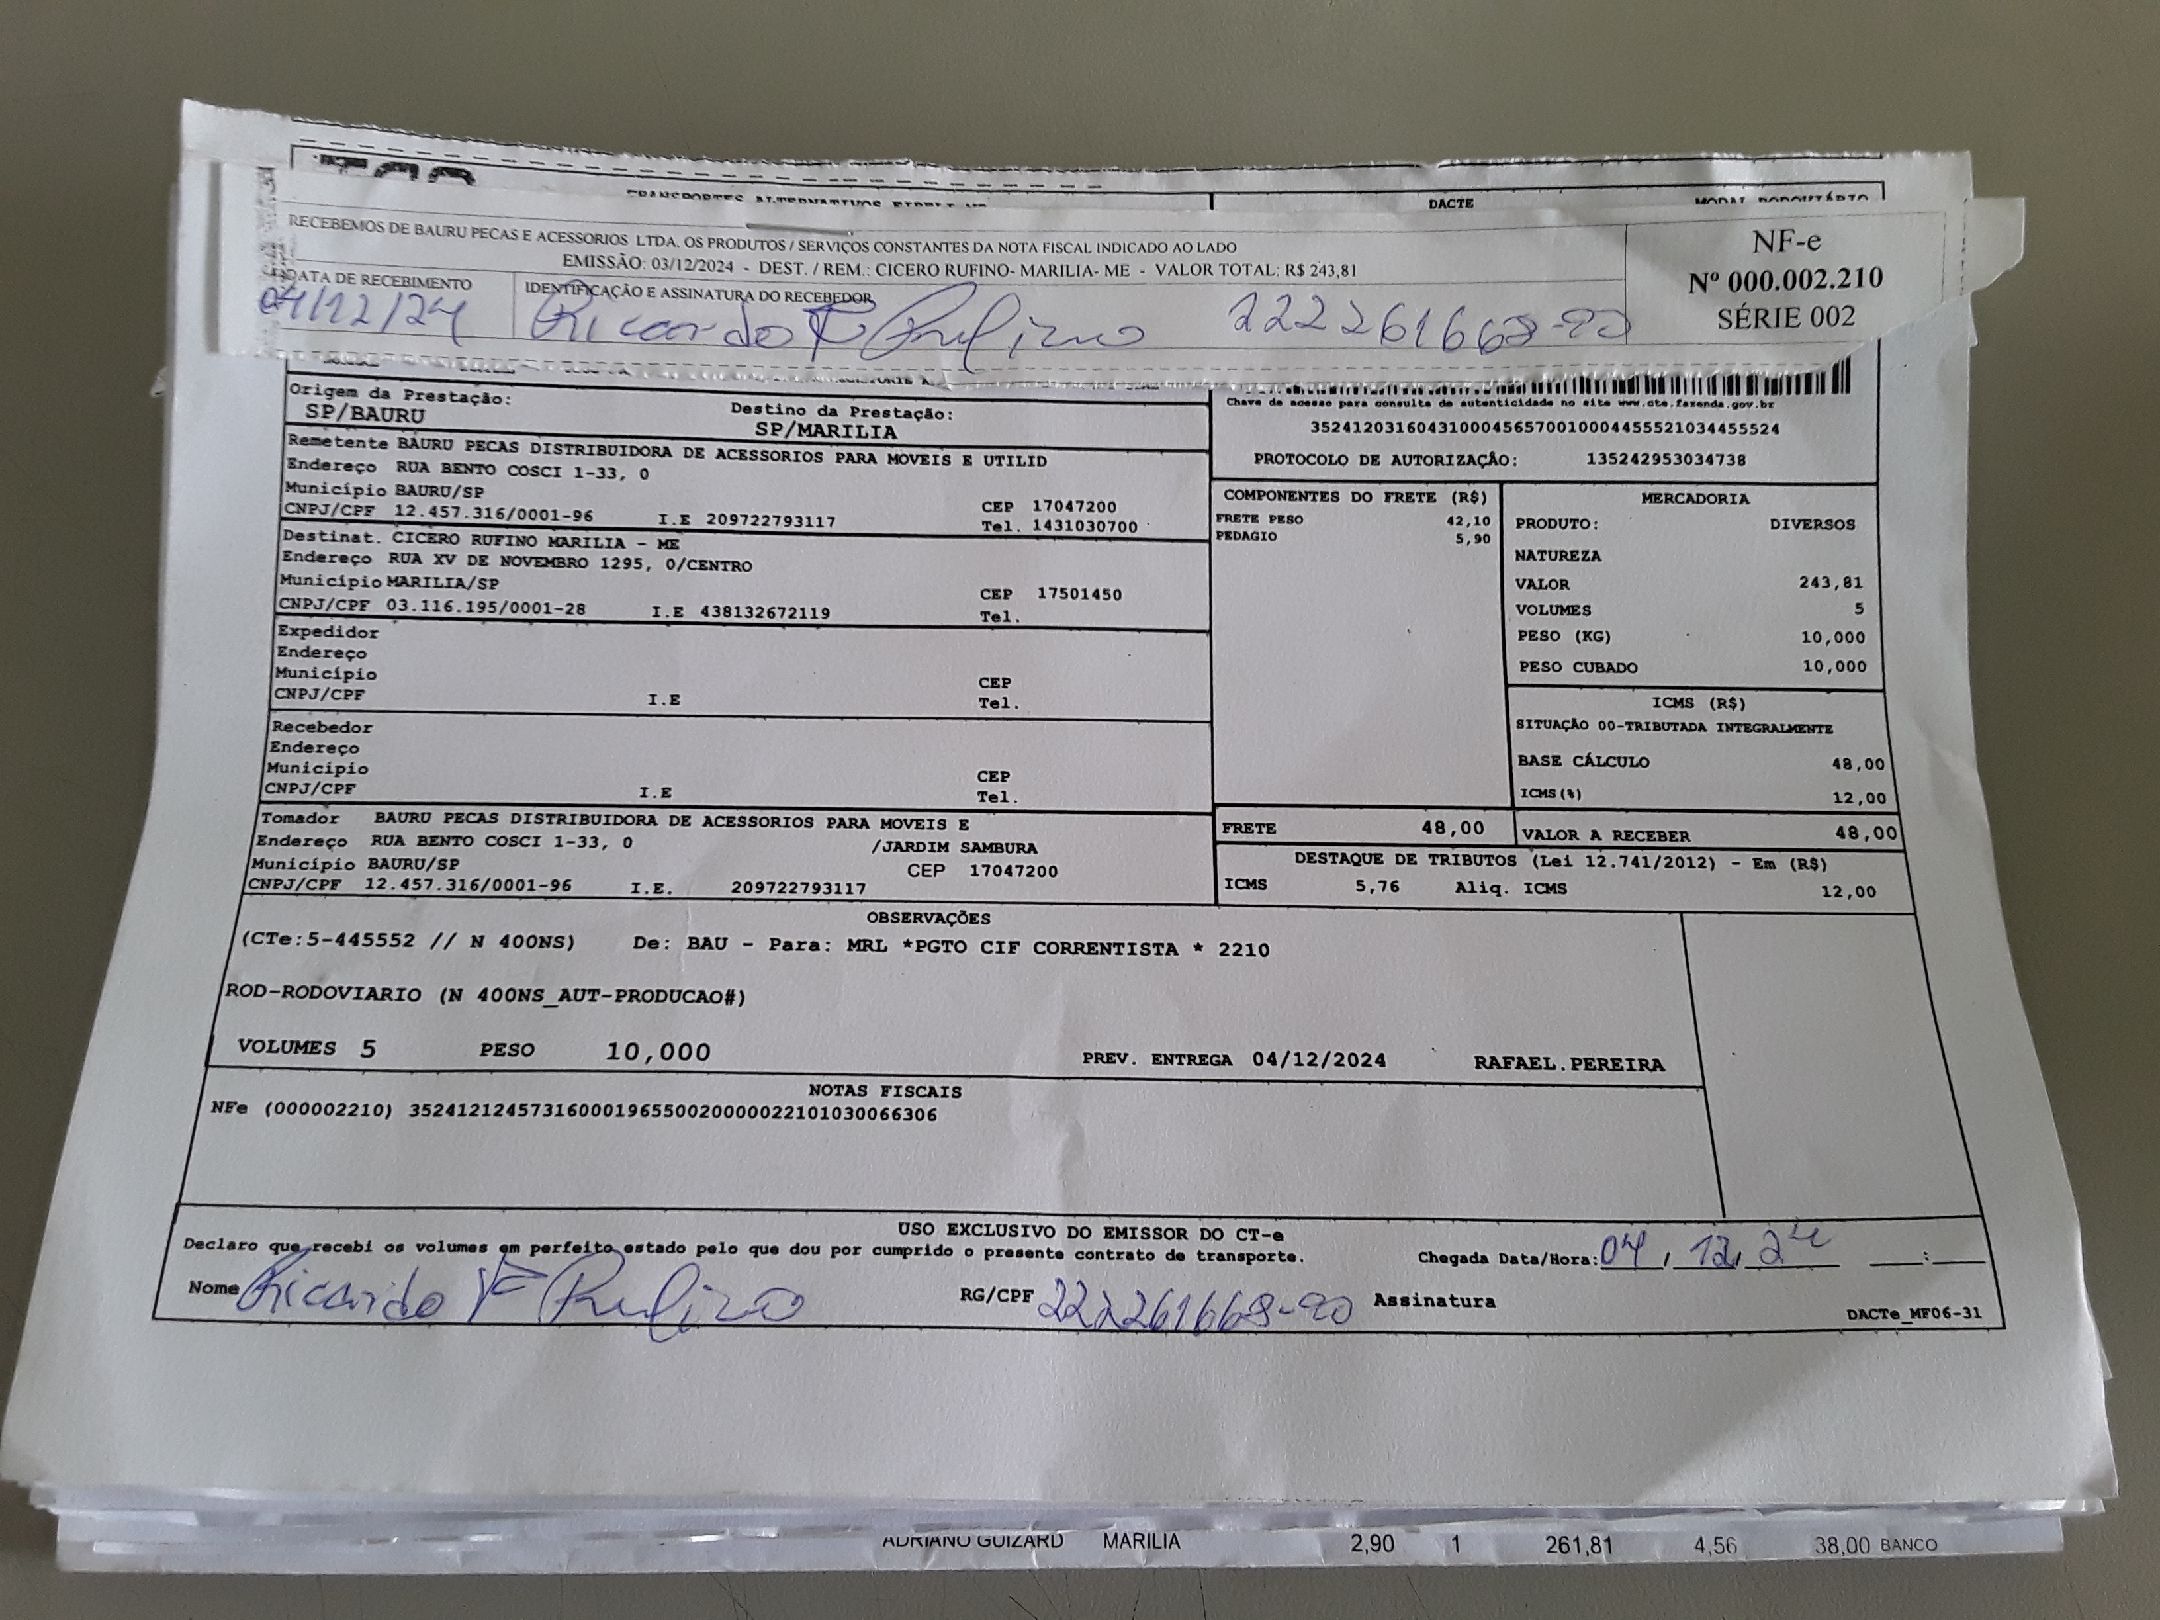 TRANSPORTES ALTERNATIVOS EIRELI ME
DACTE
MODAL RODOVIÁRIO
RECEBEMOS DE BAURU PECAS E ACESSORIOS LTDA. OS PRODUTOS / SERVIÇOS CONSTANTES DA NOTA FISCAL INDICADO AO LADO
EMISSÃO: 03/12/2024 - DEST. / REM.: CICERO RUFINO- MARILIA- ME - VALOR TOTAL: R$ 243,81
DATA DE RECEBIMENTO
04/12/24
IDENTIFICAÇÃO E ASSINATURA DO RECEBEDOR
Ricardo F Rufino
NF-e
Nº 000.002.210
SÉRIE 002
Origem da Prestação:
SP/BAURU
Destino da Prestação:
SP/MARILIA
Chave de acesso para consulta de autenticidade no site www.cte.fazenda.gov.br
35241203160431000456570010004455521034455524
PROTOCOLO DE AUTORIZAÇÃO: 135242953034738
Remetente BAURU PECAS DISTRIBUIDORA DE ACESSORIOS PARA MOVEIS E UTILID
Endereço RUA BENTO COSCI 1-33, 0
Município BAURU/SP CEP 17047200
CNPJ/CPF 12.457.316/0001-96 I.E 209722793117 Tel. 1431030700
Destinat. CICERO RUFINO MARILIA - ME
Endereço RUA XV DE NOVEMBRO 1295, 0/CENTRO
Município MARILIA/SP CEP 17501450
CNPJ/CPF 03.116.195/0001-28 I.E 438132672119 Tel.
Expedidor
Endereço
Município CEP
CNPJ/CPF I.E Tel.
Recebedor
Endereço
Municipio CEP
CNPJ/CPF I.E Tel.
Tomador BAURU PECAS DISTRIBUIDORA DE ACESSORIOS PARA MOVEIS E
Endereço RUA BENTO COSCI 1-33, 0 /JARDIM SAMBURA
Município BAURU/SP CEP 17047200
CNPJ/CPF 12.457.316/0001-96 I.E. 209722793117
COMPONENTES DO FRETE (R$)
FRETE PESO 42,10
PEDAGIO 5,90
MERCADORIA
PRODUTO: DIVERSOS
NATUREZA
VALOR 243,81
VOLUMES 5
PESO (KG) 10,000
PESO CUBADO 10,000
ICMS (R$)
SITUAÇÃO 00-TRIBUTADA INTEGRALMENTE
BASE CÁLCULO 48,00
ICMS(%) 12,00
FRETE 48,00 VALOR A RECEBER 48,00
DESTAQUE DE TRIBUTOS (Lei 12.741/2012) - Em (R$)
ICMS 5,76 Aliq. ICMS 12,00
OBSERVAÇÕES
(CTe:5-445552 // N 400NS) De: BAU - Para: MRL *PGTO CIF CORRENTISTA * 2210
ROD-RODOVIARIO (N 400NS_AUT-PRODUCAO#)
VOLUMES 5 PESO 10,000 PREV. ENTREGA 04/12/2024 RAFAEL.PEREIRA
NOTAS FISCAIS
NFe (000002210) 35241212457316000196550020000022101030066306
USO EXCLUSIVO DO EMISSOR DO CT-e
Declaro que recebi os volumes em perfeito estado pelo que dou por cumprido o presente contrato de transporte. Chegada Data/Hora: 04, 12, 24 :
Nome Ricardo F Rufino RG/CPF 222261668-90 Assinatura
DACTe_MF06-31
ADRIANO GUIZARD MARILIA 2,90 1 261,81 4,56 38,00 BANCO